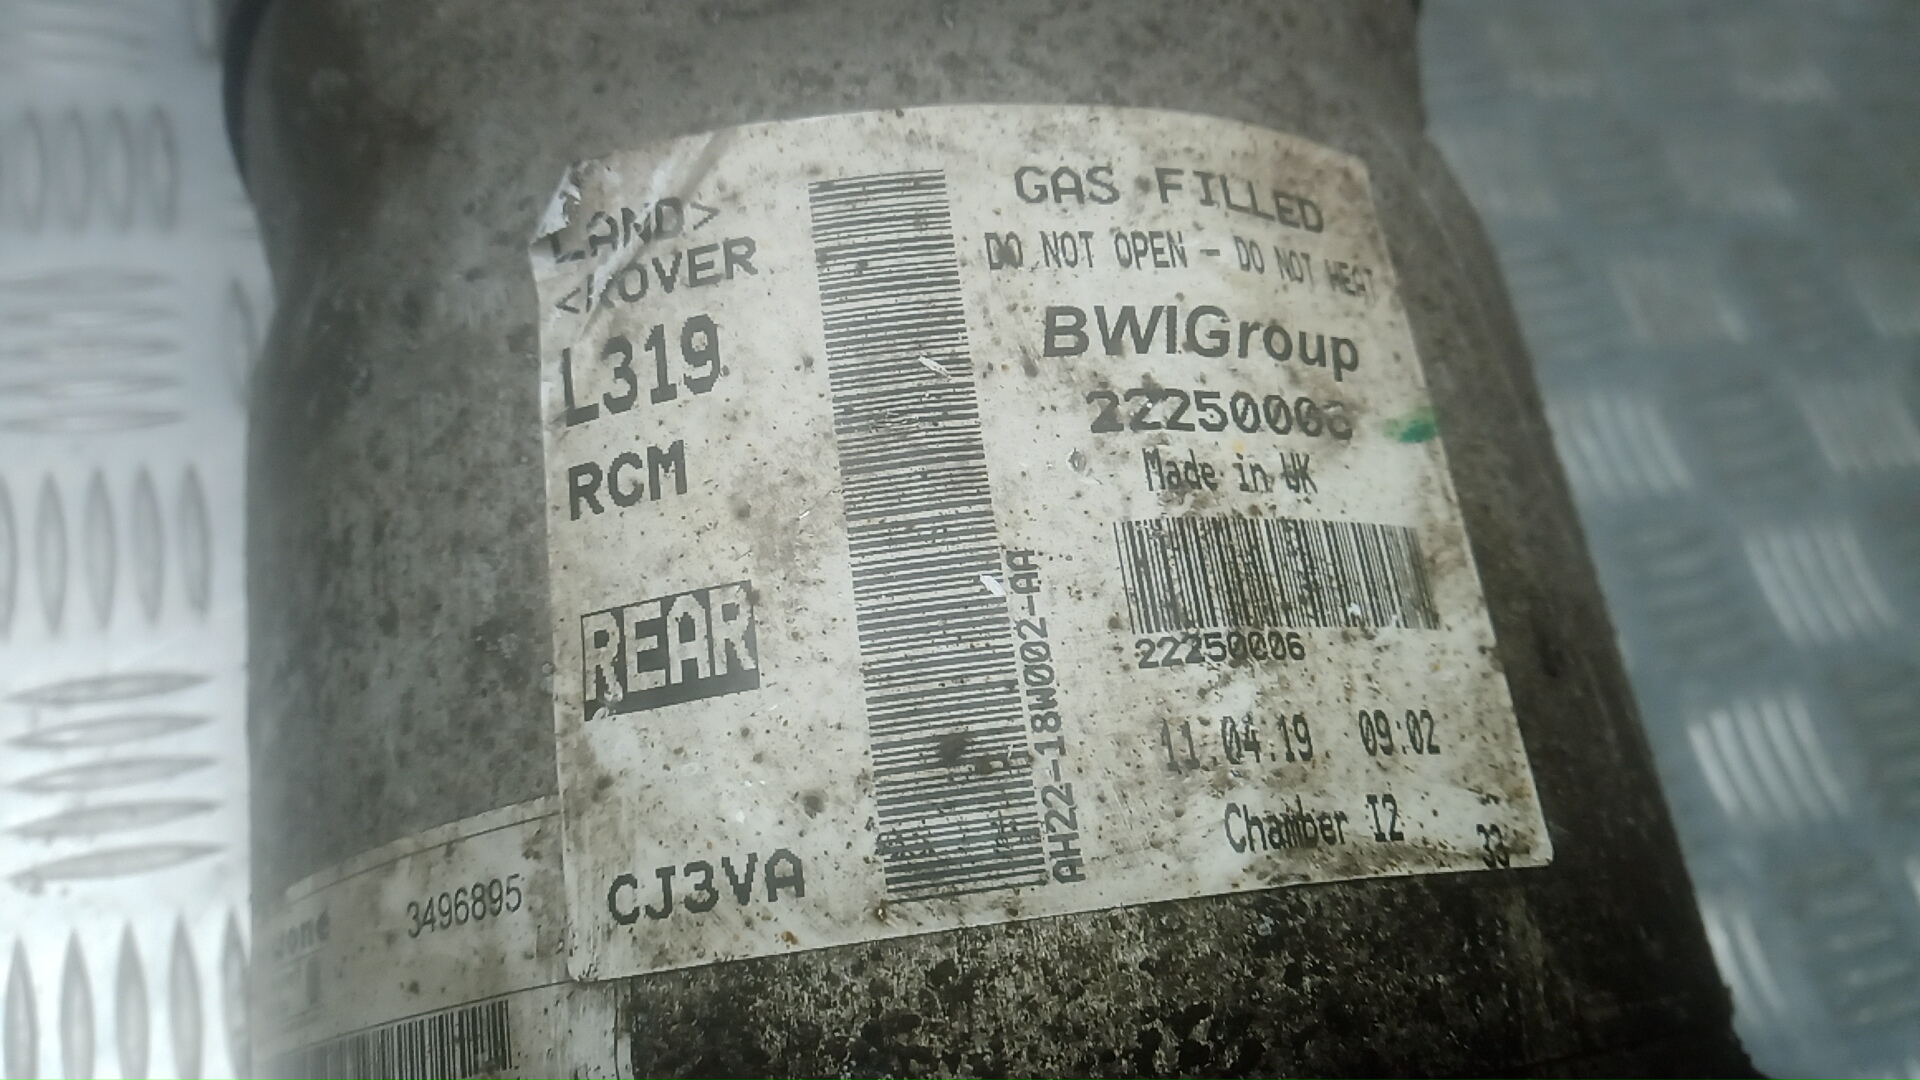 LAND>
<ROVER
L319
RCM
REAR
CJ3VA
AH22-18W002-AA
GAS FILLED
DO NOT OPEN - DO NOT HEAT
BWIGroup
22250006
Made in UK
22250006
11.04.19 09:02
Chamber I2
33
3496895